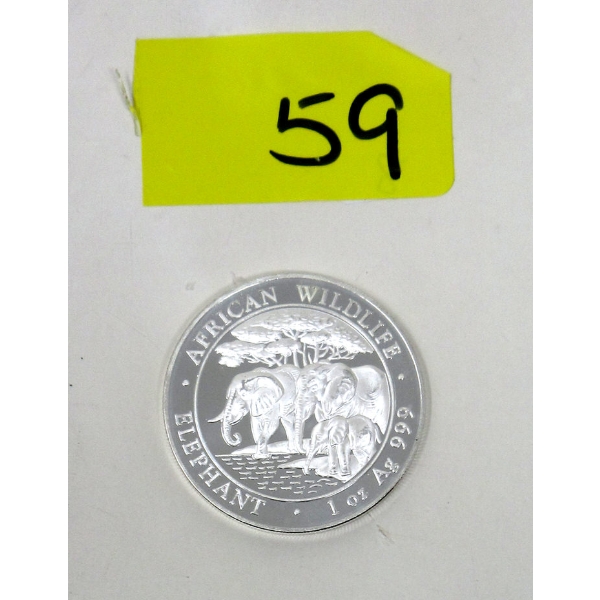 59
AFRICAN WILDLIFE
ELEPHANT · 1 oz Ag 999